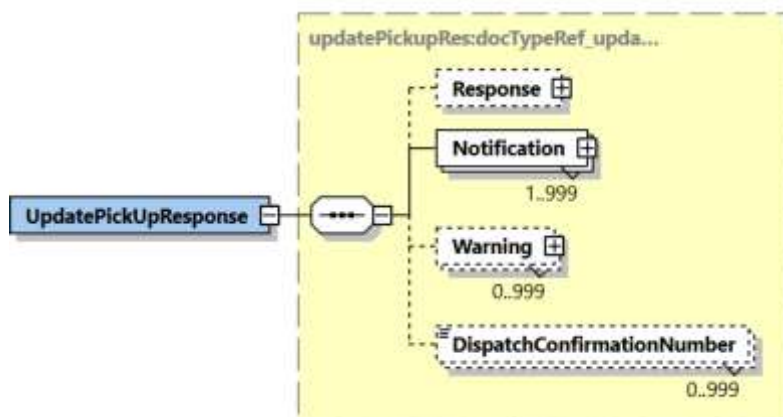 updatePickupRes:docTypeRef_upda...
Response
Notification
1..999
UpdatePickUpResponse
Warning
0..999
DispatchConfirmationNumber
0..999